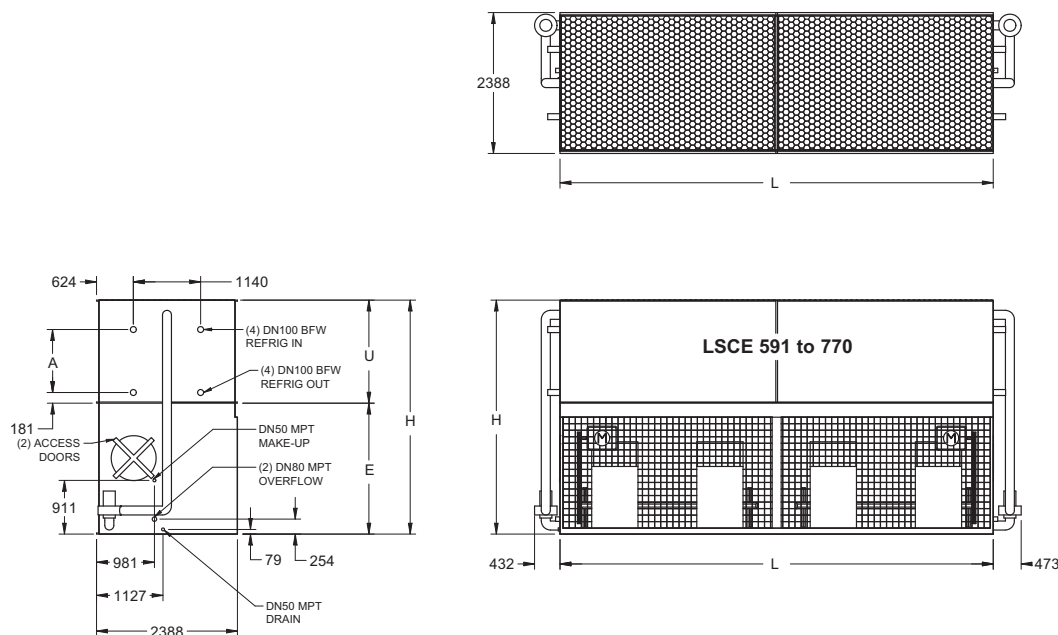 2388
L
624
1140
(4) DN100 BFW
REFRIG IN
A
U
(4) DN100 BFW
REFRIG OUT
H
181
(2) ACCESS
DOORS
DN50 MPT
MAKE-UP
(2) DN80 MPT
OVERFLOW
E
911
981
79
254
1127
DN50 MPT
DRAIN
2388
LSCE 591 to 770
H
M
M
432
L
473